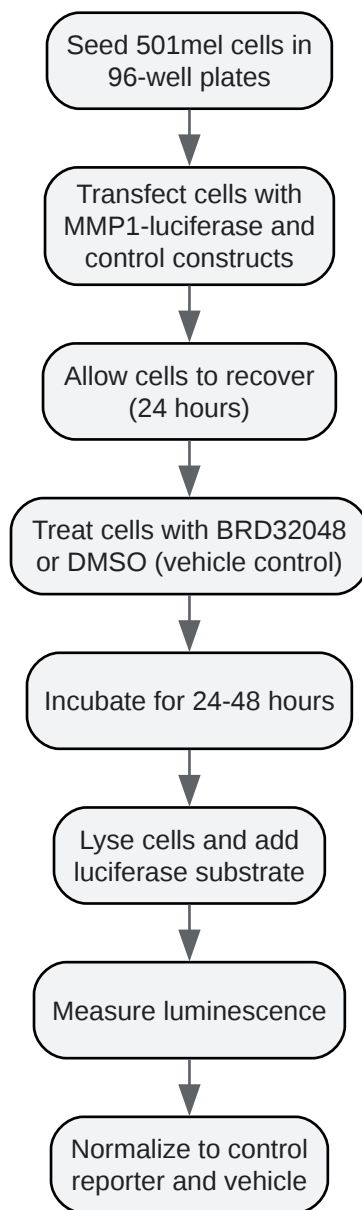 Seed 501mel cells in
96-well plates
Transfect cells with
MMP1-luciferase and
control constructs
Allow cells to recover
(24 hours)
Treat cells with BRD32048
or DMSO (vehicle control)
Incubate for 24-48 hours
Lyse cells and add
luciferase substrate
Measure luminescence
Normalize to control
reporter and vehicle